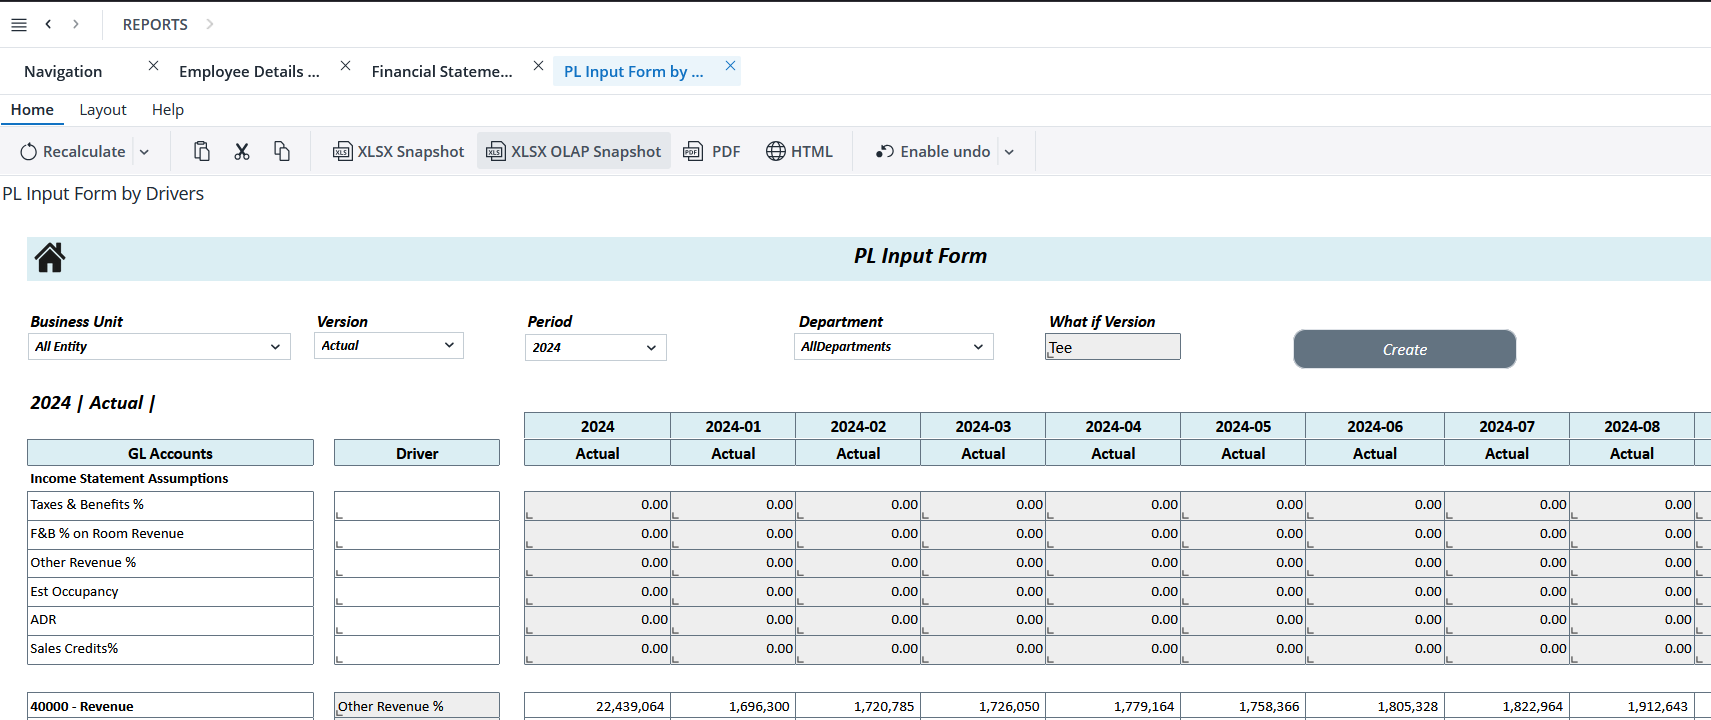 REPORTS
Navigation Employee Details ... Financial Stateme... PL Input Form by ...
Home Layout Help
Recalculate XLSX Snapshot XLSX OLAP Snapshot PDF HTML Enable undo
PL Input Form by Drivers
PL Input Form
Business Unit Version Period Department What if Version
All Entity Actual 2024 AllDepartments Tee Create
2024 | Actual |
2024 2024-01 2024-02 2024-03 2024-04 2024-05 2024-06 2024-07 2024-08
GL Accounts Driver Actual Actual Actual Actual Actual Actual Actual Actual Actual
Income Statement Assumptions
Taxes & Benefits % 0.00 0.00 0.00 0.00 0.00 0.00 0.00 0.00 0.00
F&B % on Room Revenue 0.00 0.00 0.00 0.00 0.00 0.00 0.00 0.00 0.00
Other Revenue % 0.00 0.00 0.00 0.00 0.00 0.00 0.00 0.00 0.00
Est Occupancy 0.00 0.00 0.00 0.00 0.00 0.00 0.00 0.00 0.00
ADR 0.00 0.00 0.00 0.00 0.00 0.00 0.00 0.00 0.00
Sales Credits% 0.00 0.00 0.00 0.00 0.00 0.00 0.00 0.00 0.00
40000 - Revenue Other Revenue % 22,439,064 1,696,300 1,720,785 1,726,050 1,779,164 1,758,366 1,805,328 1,822,964 1,912,643